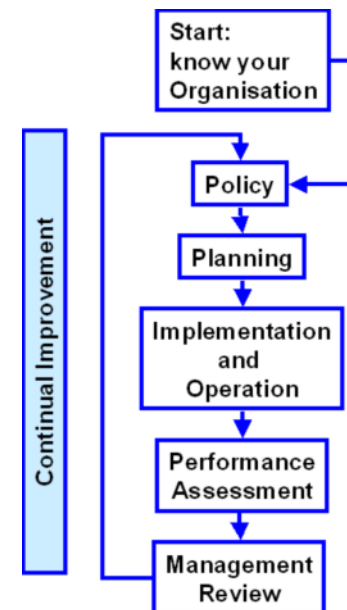 Start:
know your
Organisation
Continual Improvement
Policy
Planning
Implementation
and
Operation
Performance
Assessment
Management
Review